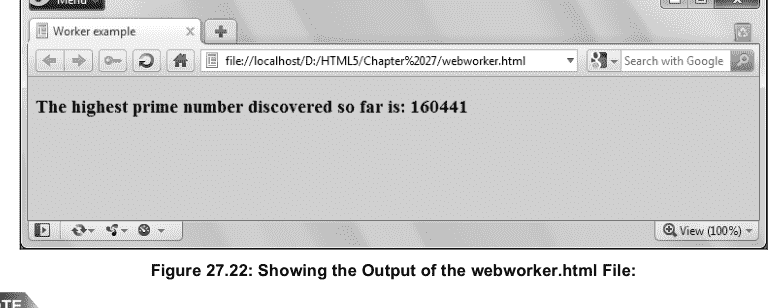 Menu
Worker example
file://localhost/D:/HTML5/Chapter%2027/webworker.html
Search with Google
The highest prime number discovered so far is: 160441
View (100%)
Figure 27.22: Showing the Output of the webworker.html File: